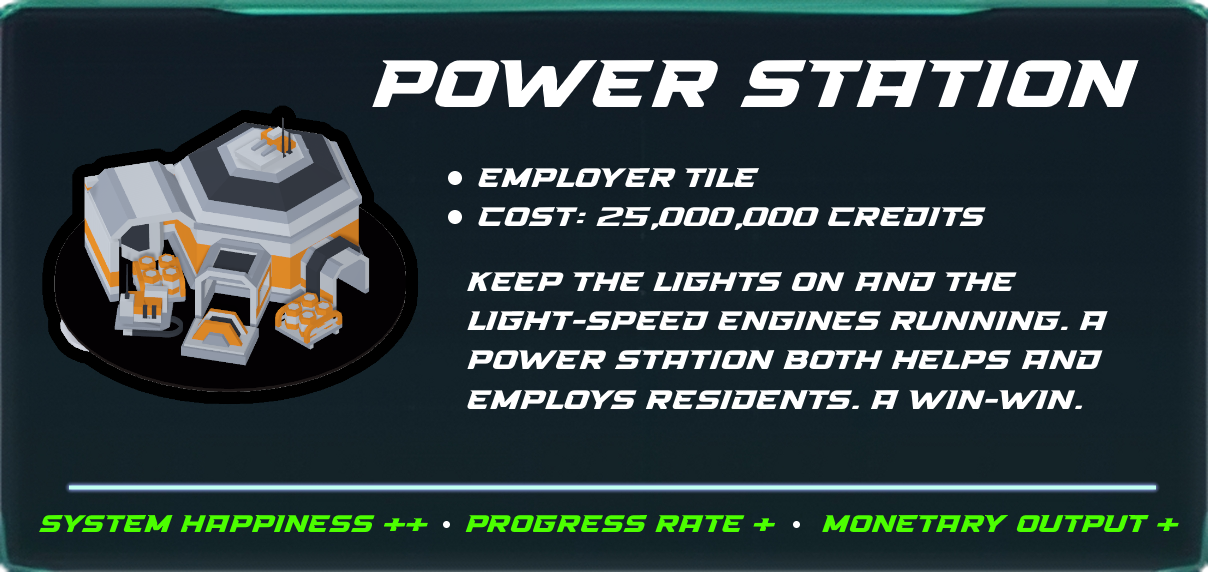 POWER STATION
• EMPLOYER TILE
• COST: 25,000,000 CREDITS
KEEP THE LIGHTS ON AND THE
LIGHT-SPEED ENGINES RUNNING. A
POWER STATION BOTH HELPS AND
EMPLOYS RESIDENTS. A WIN-WIN.
SYSTEM HAPPINESS ++ • PROGRESS RATE + • MONETARY OUTPUT +